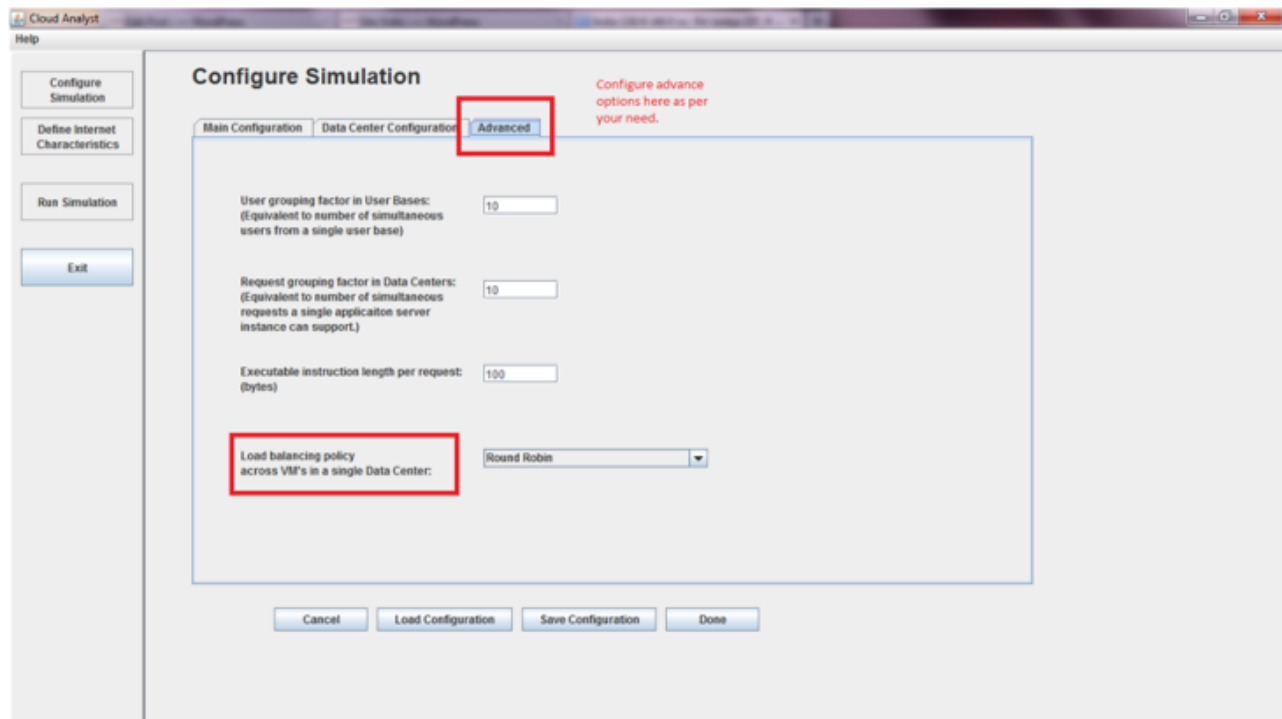 Cloud Analyst
Help
Configure
Simulation
Define Internet
Characteristics
Run Simulation
Exit
Configure Simulation
Configure advance
options here as per
your need.
Main Configuration
Data Center Configuration
Advanced
User grouping factor in User Bases:
(Equivalent to number of simultaneous
users from a single user base)
10
Request grouping factor in Data Centers:
(Equivalent to number of simultaneous
requests a single applicaiton server
instance can support.)
10
Executable instruction length per request:
(bytes)
100
Load balancing policy
across VM's in a single Data Center:
Round Robin
Cancel
Load Configuration
Save Configuration
Done